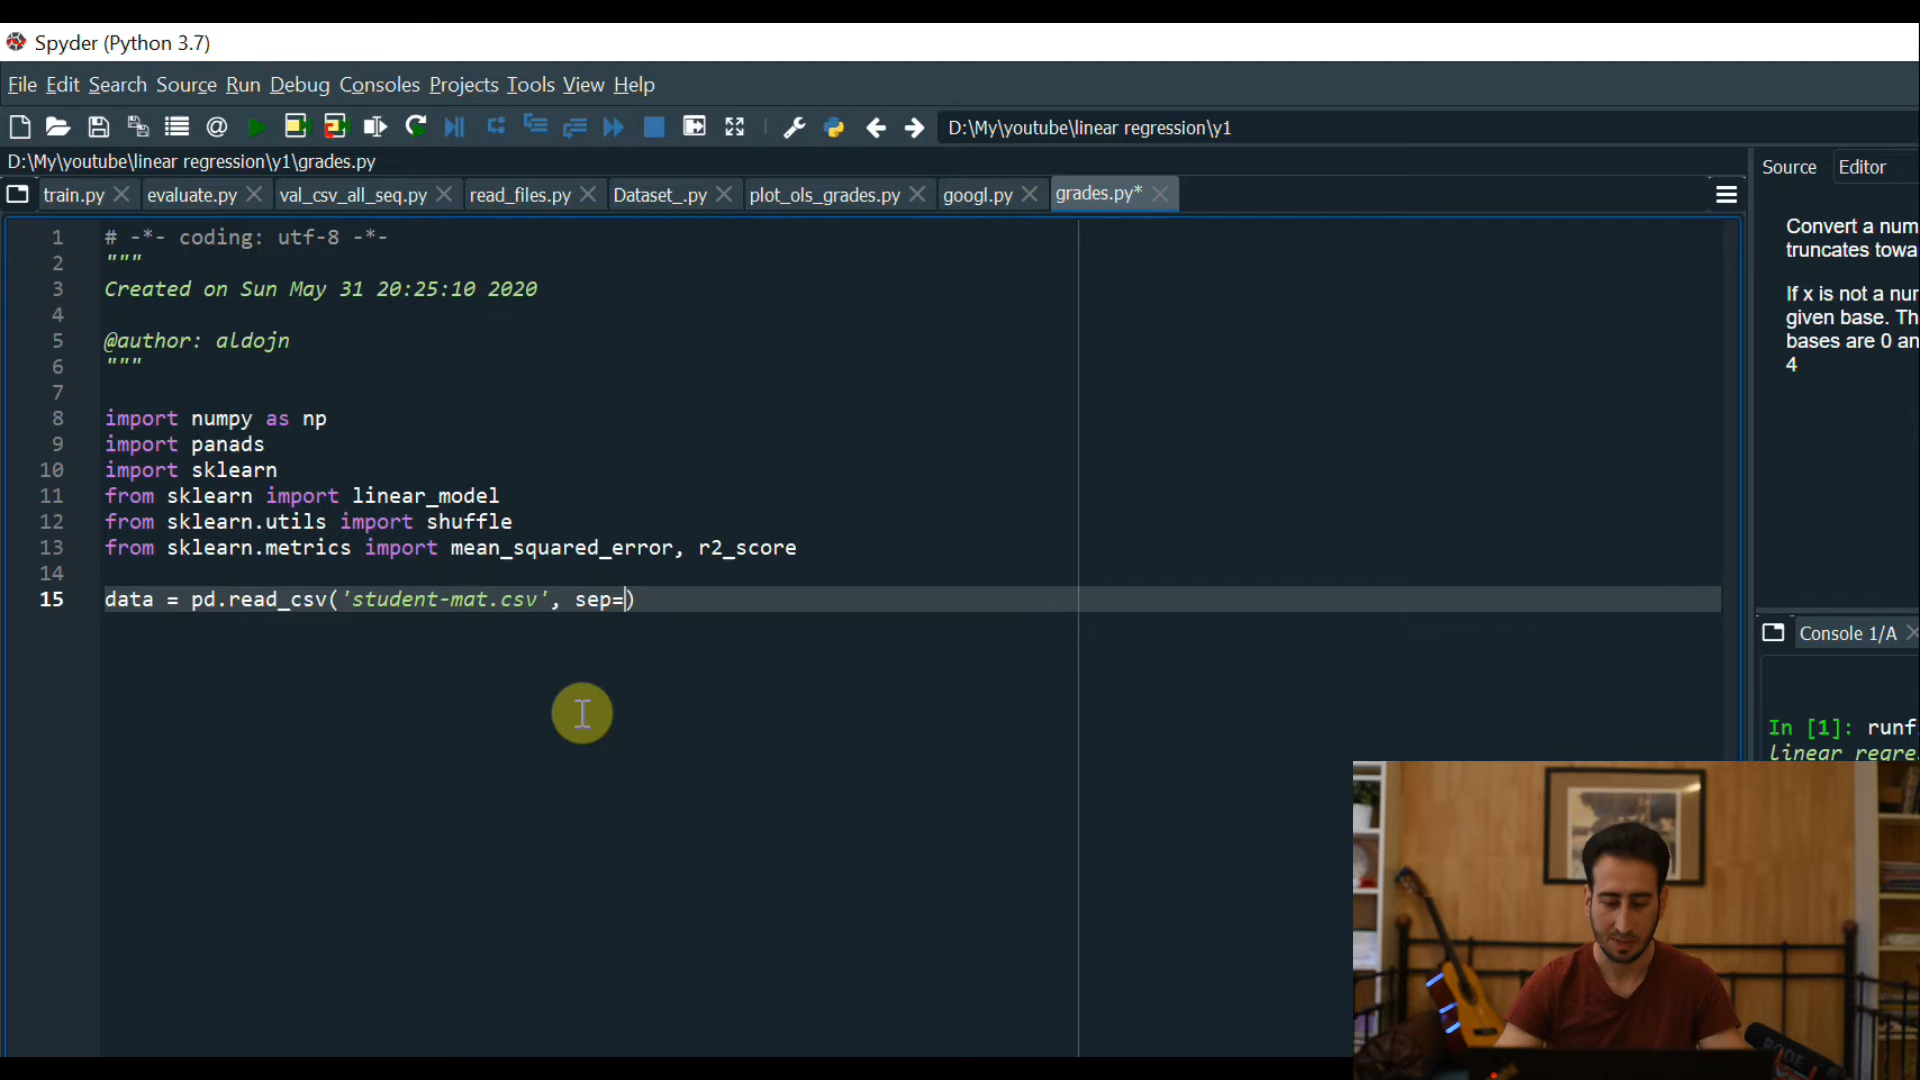 Spyder (Python 3.7)
File Edit Search Source Run Debug Consoles Projects Tools View Help
D:\My\youtube\linear regression\y1
D:\My\youtube\linear regression\y1\grades.py
train.py evaluate.py val_csv_all_seq.py read_files.py Dataset_.py plot_ols_grades.py googl.py grades.py*
Source Editor
1 # -*- coding: utf-8 -*-
2 """
3 Created on Sun May 31 20:25:10 2020
4
5 @author: aldojn
6 """
7
8 import numpy as np
9 import panads
10 import sklearn
11 from sklearn import linear_model
12 from sklearn.utils import shuffle
13 from sklearn.metrics import mean_squared_error, r2_score
14
15 data = pd.read_csv('student-mat.csv', sep=)
Convert a num
truncates towa
If x is not a nur
given base. Th
bases are 0 an
4
Console 1/A
In [1]: runf
linear regre
RODE